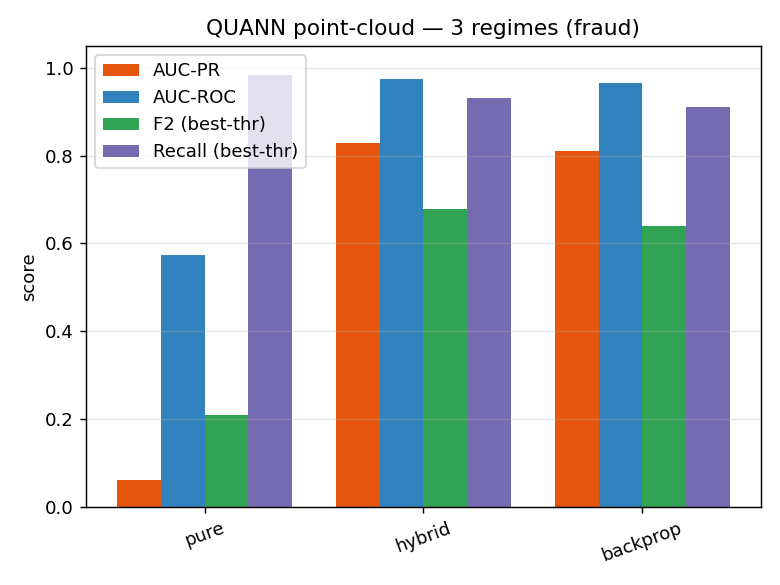 QUANN point-cloud — 3 regimes (fraud)
AUC-PR
AUC-ROC
F2 (best-thr)
Recall (best-thr)
score
1.0
0.8
0.6
0.4
0.2
0.0
pure
hybrid
backprop